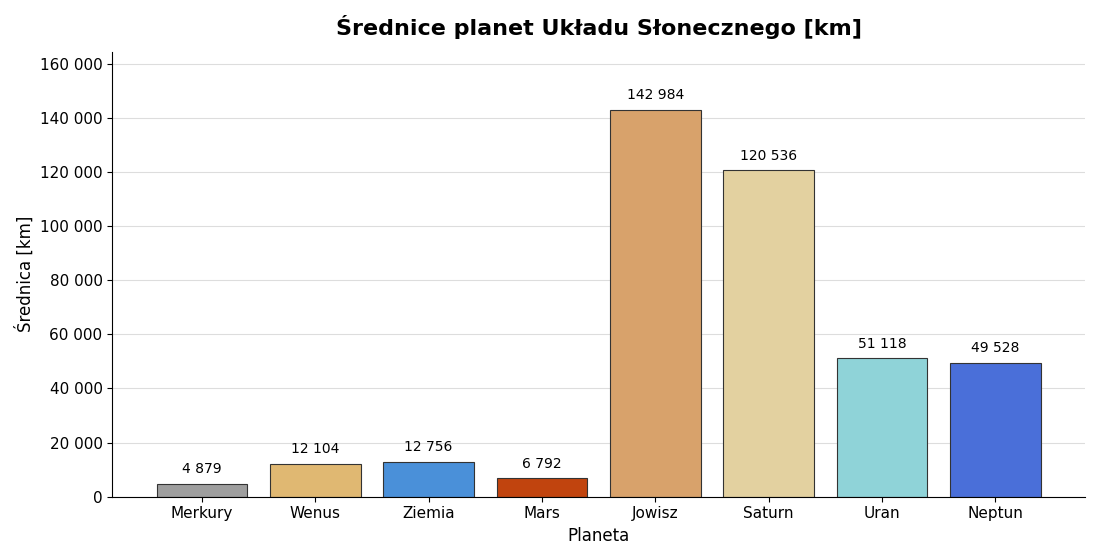 Średnice planet Układu Słonecznego [km]
Średnica [km]
160 000
140 000
120 000
100 000
80 000
60 000
40 000
20 000
0
4 879
12 104
12 756
6 792
142 984
120 536
51 118
49 528
Merkury
Wenus
Ziemia
Mars
Jowisz
Saturn
Uran
Neptun
Planeta